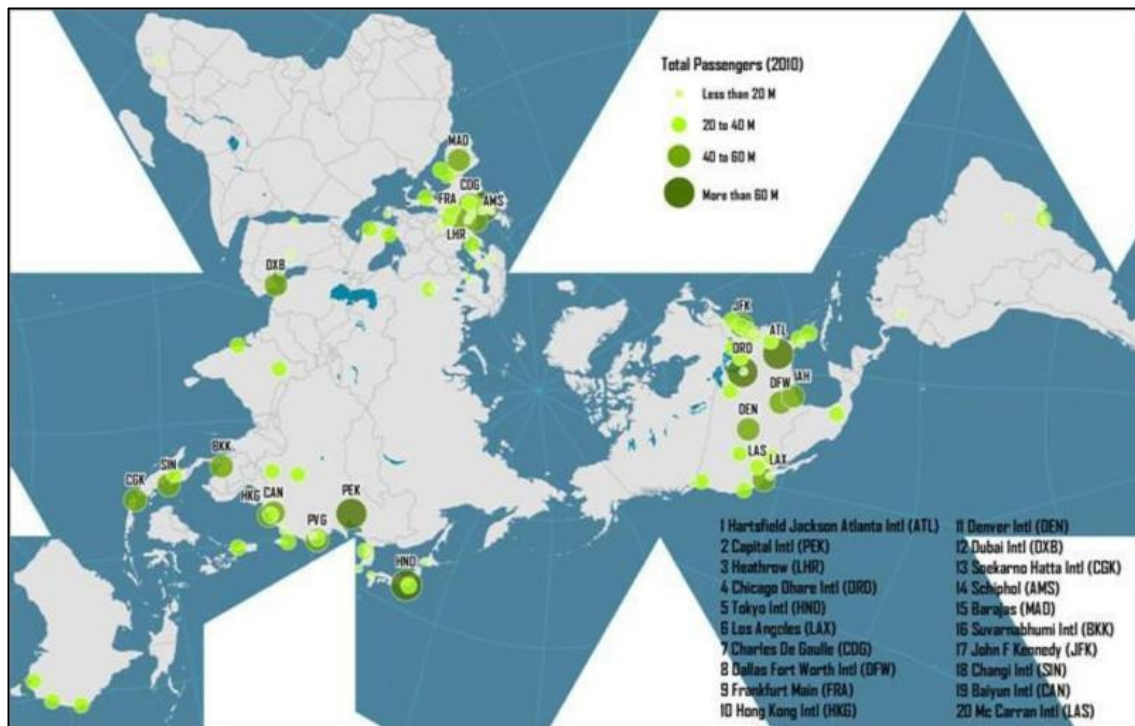 Total Passengers (2010)
Less than 20 M
20 to 40 M
40 to 60 M
More than 60 M
MAD
CDG
FRA
AMS
LHR
DXB
JFK
ATL
ORD
DFW
IAH
DEN
LAS
LAX
BKK
SIN
CGK
HKG
CAN
PEK
PVG
HND
1 Hartsfield Jackson Atlanta Intl (ATL)
2 Capital Intl (PEK)
3 Heathrow (LHR)
4 Chicago Ohare Intl (ORD)
5 Tokyo Intl (HND)
6 Los Angeles (LAX)
7 Charles De Gaulle (CDG)
8 Dallas Fort Worth Intl (DFW)
9 Frankfurt Main (FRA)
10 Hong Kong Intl (HKG)
11 Denver Intl (DEN)
12 Dubai Intl (DXB)
13 Soekarno Hatta Intl (CGK)
14 Schiphol (AMS)
15 Barajas (MAD)
16 Suvarnabhumi Intl (BKK)
17 John F Kennedy (JFK)
18 Changi Intl (SIN)
19 Baiyun Intl (CAN)
20 Mc Carran Intl (LAS)